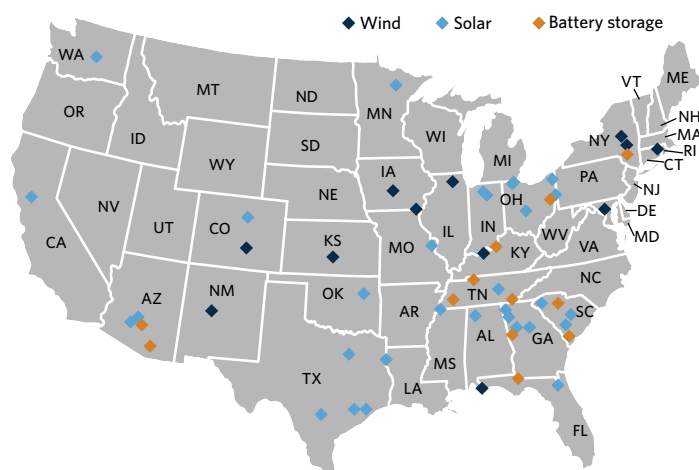 Wind Solar Battery storage
WA
MT
ND
MN
VT
ME
OR
ID
SD
WI
MI
NY
NH
MA
RI
CT
WY
IA
PA
NJ
NE
OH
NV
UT
CO
IL
IN
DE
MD
WV
VA
CA
KS
MO
KY
NC
AZ
NM
OK
AR
TN
SC
MS
AL
GA
TX
LA
FL